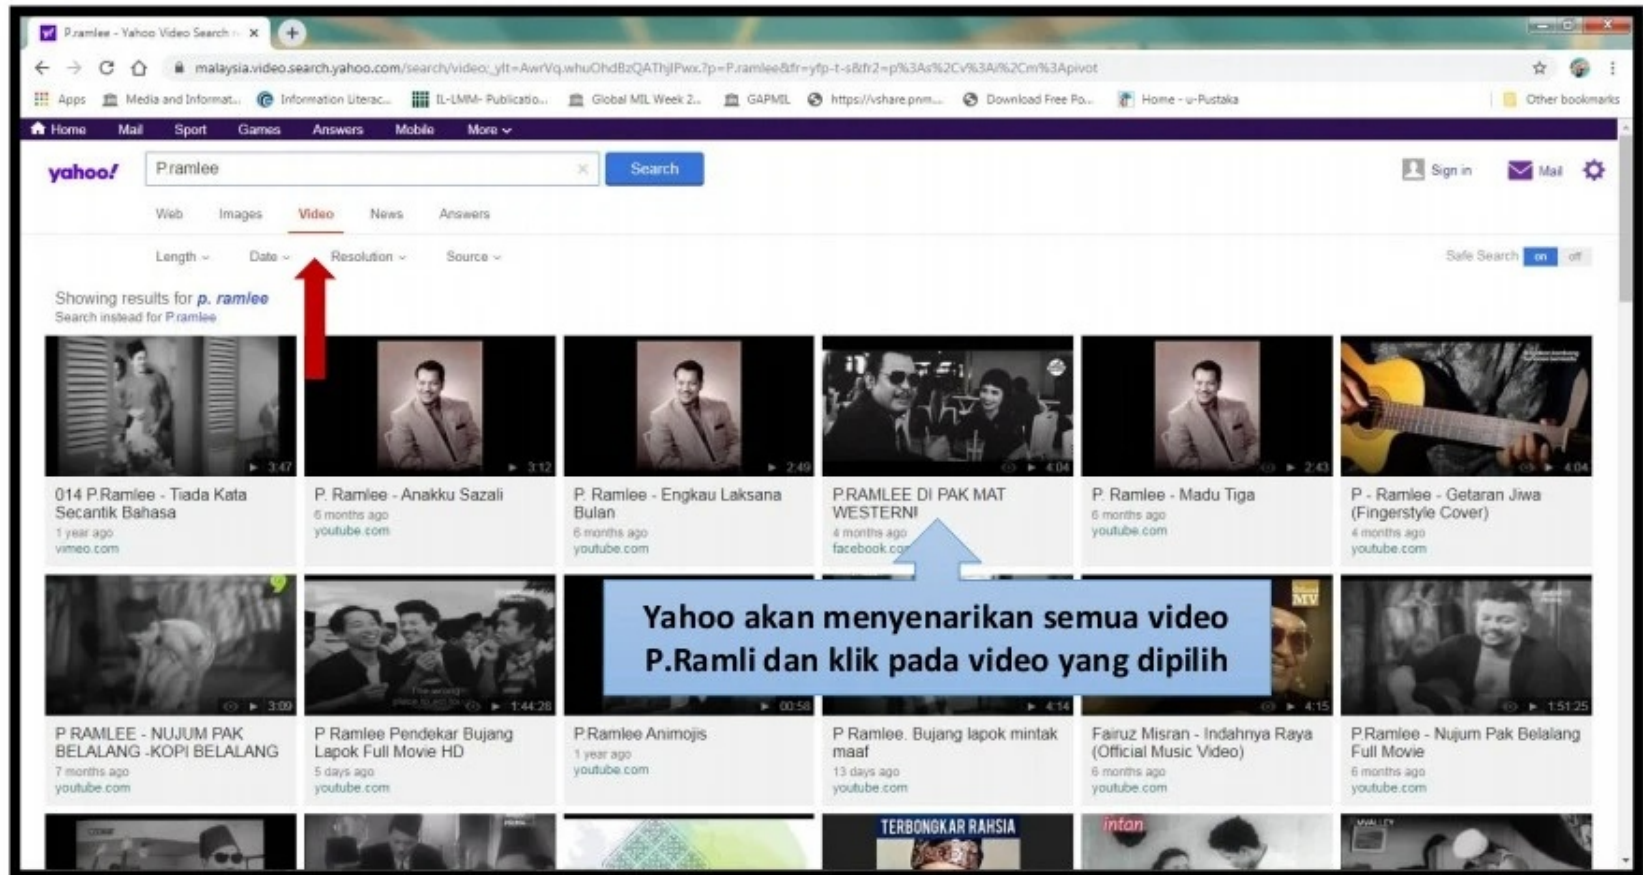 P.ramlee - Yahoo Video Search r
malaysia.video.search.yahoo.com/search/video;_ylt=AwrVq.whuOhdBzQAThjlPwx.?p=P.ramlee&fr=yfp-t-s&fr2=p%3As%2Cv%3Ai%2Cm%3Apivot
Apps Media and Informat... Information Literac... IL-LMM- Publicatio... Global MIL Week 2... GAPMIL https://vshare.pnm... Download Free Po... Home - u-Pustaka Other bookmarks
Home Mail Sport Games Answers Mobile More
yahoo! P.ramlee Search Sign in Mail
Web Images Video News Answers
Length Date Resolution Source Safe Search on off
Showing results for p. ramlee
Search instead for P.ramlee
3:47 3:12 2:49 4:04 2:43 4:04
014 P.Ramlee - Tiada Kata Secantik Bahasa
1 year ago
vimeo.com
P. Ramlee - Anakku Sazali
6 months ago
youtube.com
P. Ramlee - Engkau Laksana Bulan
6 months ago
youtube.com
P.RAMLEE DI PAK MAT WESTERN!
4 months ago
facebook.com
P. Ramlee - Madu Tiga
6 months ago
youtube.com
P - Ramlee - Getaran Jiwa (Fingerstyle Cover)
4 months ago
youtube.com
Yahoo akan menyenarikan semua video
P.Ramli dan klik pada video yang dipilih
9
MV
The wrong
3:09 1:44:28 00:58 4:14 4:15 1:51:25
P RAMLEE - NUJUM PAK BELALANG -KOPI BELALANG
7 months ago
youtube.com
P Ramlee Pendekar Bujang Lapok Full Movie HD
5 days ago
youtube.com
P.Ramlee Animojis
1 year ago
youtube.com
P Ramlee. Bujang lapok mintak maaf
13 days ago
youtube.com
Fairuz Misran - Indahnya Raya (Official Music Video)
6 months ago
youtube.com
P.Ramlee - Nujum Pak Belalang Full Movie
6 months ago
youtube.com
TERBONGKAR RAHSIA
intan